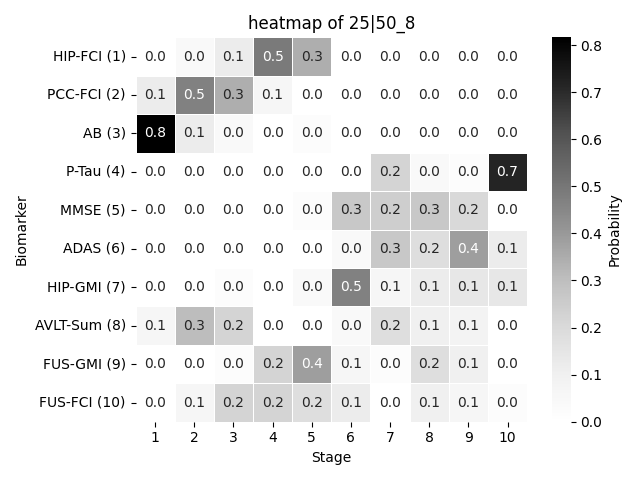 heatmap of 25|50_8
HIP-FCI (1) 0.0 0.0 0.1 0.5 0.3 0.0 0.0 0.0 0.0 0.0
PCC-FCI (2) 0.1 0.5 0.3 0.1 0.0 0.0 0.0 0.0 0.0 0.0
AB (3) 0.8 0.1 0.0 0.0 0.0 0.0 0.0 0.0 0.0 0.0
P-Tau (4) 0.0 0.0 0.0 0.0 0.0 0.0 0.2 0.0 0.0 0.7
MMSE (5) 0.0 0.0 0.0 0.0 0.0 0.3 0.2 0.3 0.2 0.0
ADAS (6) 0.0 0.0 0.0 0.0 0.0 0.0 0.3 0.2 0.4 0.1
HIP-GMI (7) 0.0 0.0 0.0 0.0 0.0 0.5 0.1 0.1 0.1 0.1
AVLT-Sum (8) 0.1 0.3 0.2 0.0 0.0 0.0 0.2 0.1 0.1 0.0
FUS-GMI (9) 0.0 0.0 0.0 0.2 0.4 0.1 0.0 0.2 0.1 0.0
FUS-FCI (10) 0.0 0.1 0.2 0.2 0.2 0.1 0.0 0.1 0.1 0.0
1 2 3 4 5 6 7 8 9 10
Stage
Biomarker
0.8
0.7
0.6
0.5
0.4
0.3
0.2
0.1
0.0
Probability